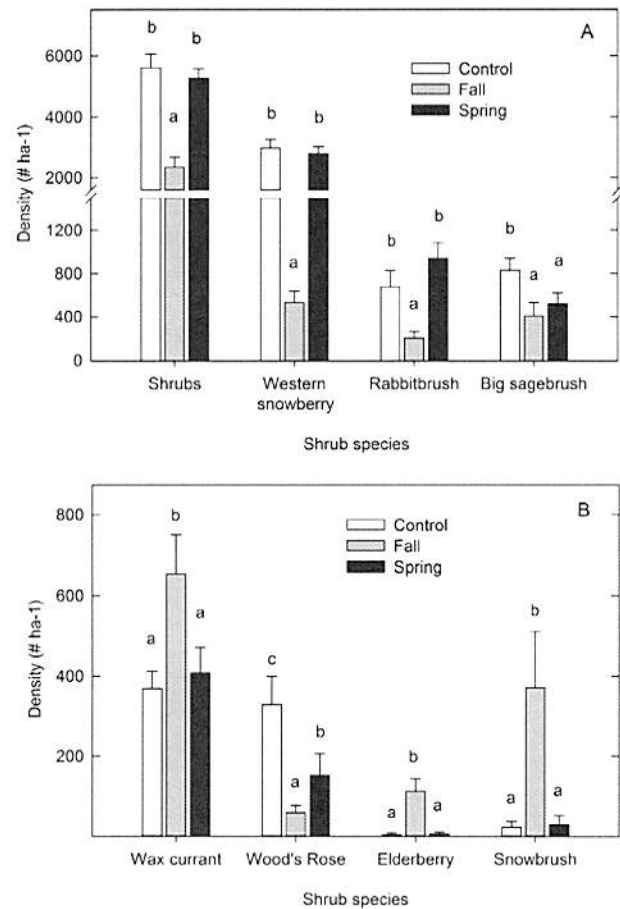 A
b b
Control
Fall
Spring
a
b b
b
b
b
a
a
a a
6000
4000
2000
1200
800
400
0
Density (# ha-1)
Shrubs Western snowberry Rabbitbrush Big sagebrush
Shrub species
B
800
600
400
200
Density (# ha-1)
Control
Fall
Spring
b
a a
c
a
b
a
b
a
a
b
a
Wax currant Wood's Rose Elderberry Snowbrush
Shrub species